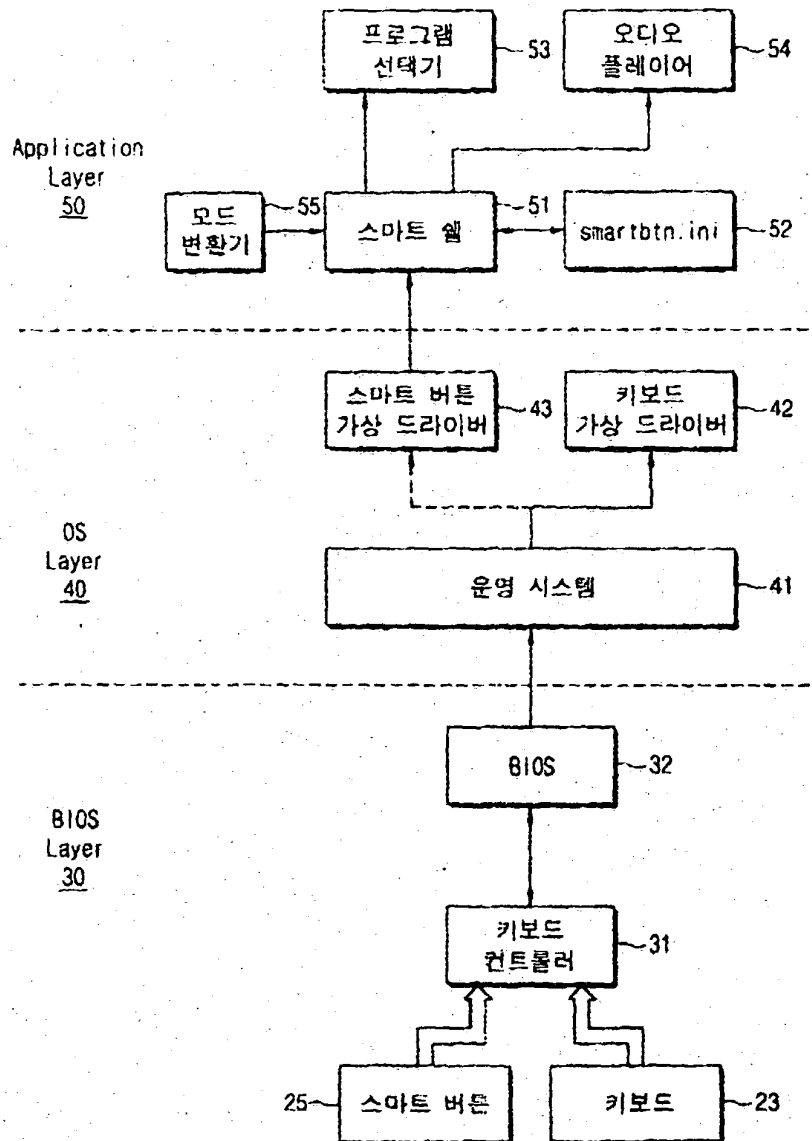 프로그램
선택기
53
오디오
플레이어
54
Application
Layer
50
모드
변환기
55
스마트 쉘
51
smartbtn.ini
52
스마트 버튼
가상 드라이버
43
키보드
가상 드라이버
42
OS
Layer
40
운영 시스템
41
BIOS
32
BIOS
Layer
30
키보드
컨트롤러
31
25
스마트 버튼
키보드
23